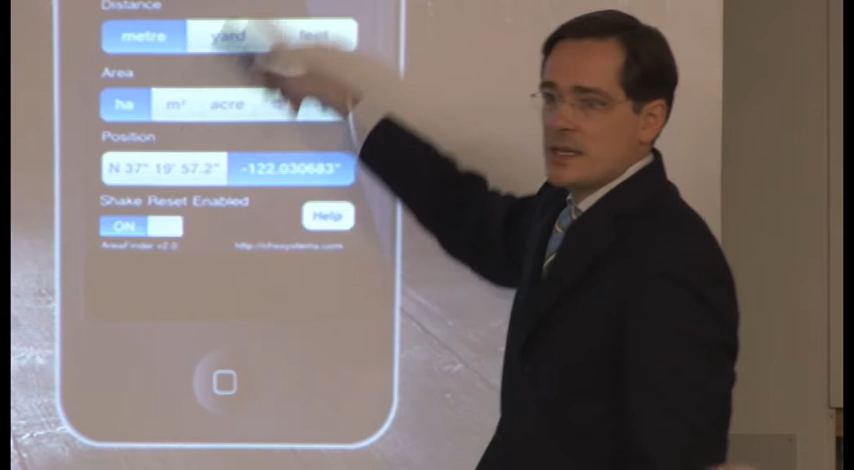 Distance
metre yard feet
Area
ha m² acre
Position
N 37° 19' 57.2" -122.030683°
Shake Reset Enabled
ON Help
AreaFinder v2.0